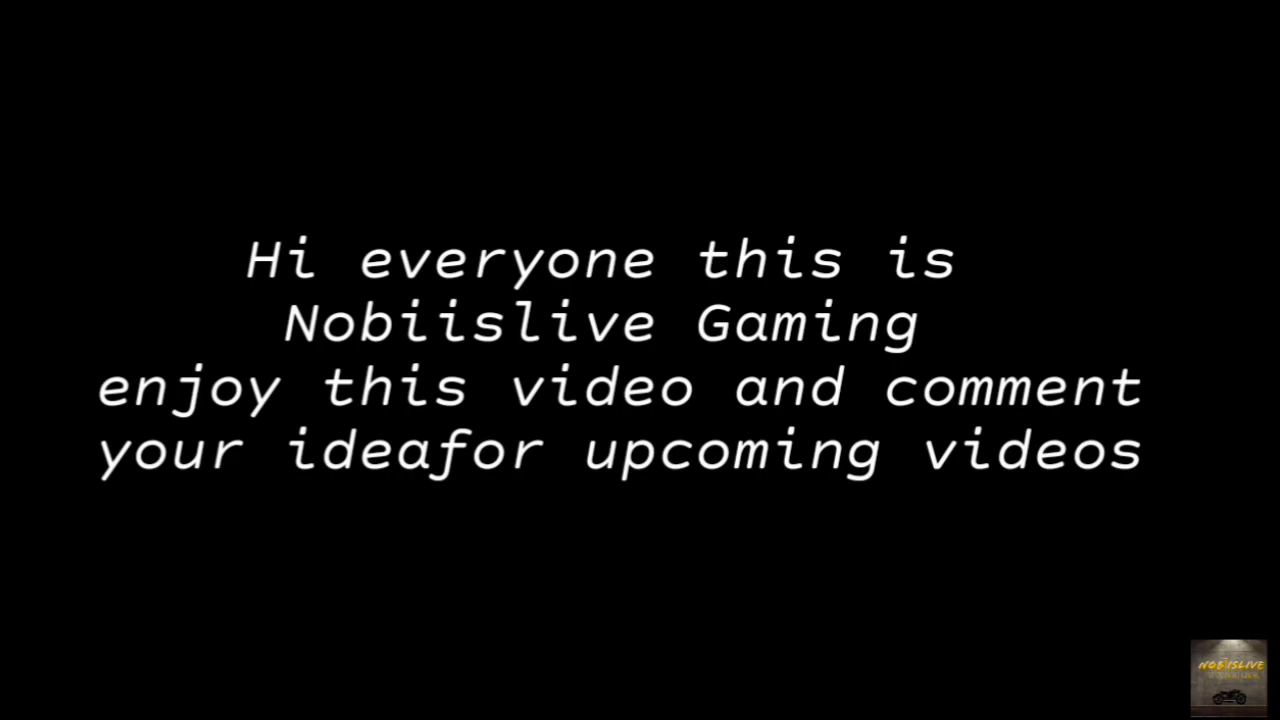 Hi everyone this is
Nobiislive Gaming
enjoy this video and comment
your ideafor upcoming videos
NOBIISLIVE